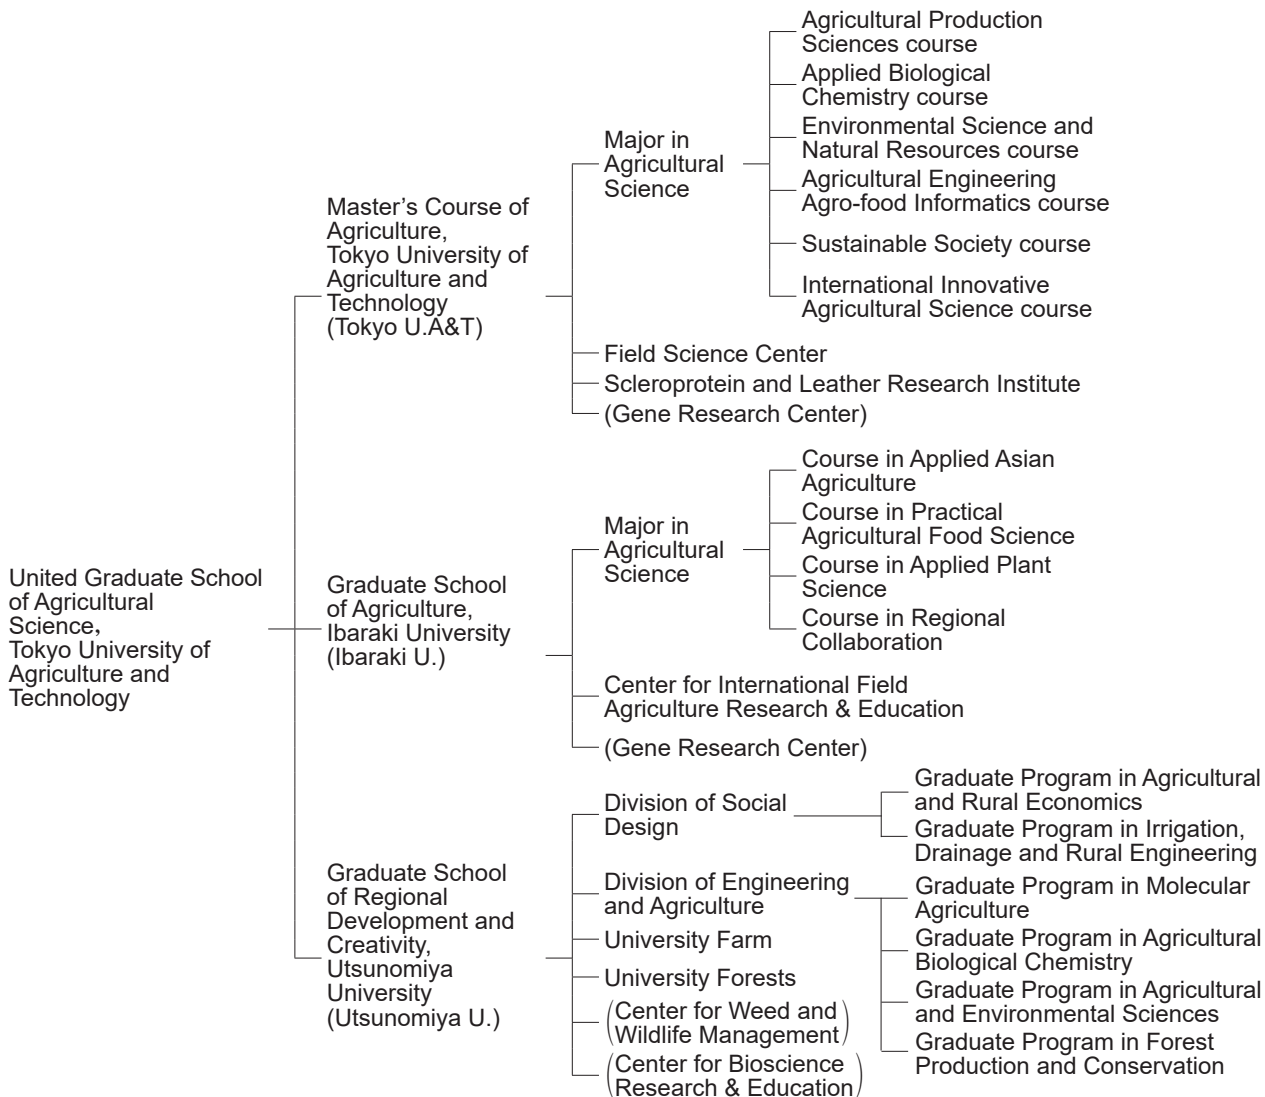 United Graduate School
of Agricultural
Science,
Tokyo University of
Agriculture and
Technology
Master’s Course of
Agriculture,
Tokyo University of
Agriculture and
Technology
(Tokyo U.A&T)
Major in
Agricultural
Science
Agricultural Production
Sciences course
Applied Biological
Chemistry course
Environmental Science and
Natural Resources course
Agricultural Engineering
Agro-food Informatics course
Sustainable Society course
International Innovative
Agricultural Science course
Field Science Center
Scleroprotein and Leather Research Institute
(Gene Research Center)
Graduate School
of Agriculture,
Ibaraki University
(Ibaraki U.)
Major in
Agricultural
Science
Course in Applied Asian
Agriculture
Course in Practical
Agricultural Food Science
Course in Applied Plant
Science
Course in Regional
Collaboration
Center for International Field
Agriculture Research & Education
(Gene Research Center)
Graduate School
of Regional
Development and
Creativity,
Utsunomiya
University
(Utsunomiya U.)
Division of Social
Design
Graduate Program in Agricultural
and Rural Economics
Graduate Program in Irrigation,
Drainage and Rural Engineering
Division of Engineering
and Agriculture
Graduate Program in Molecular
Agriculture
Graduate Program in Agricultural
Biological Chemistry
Graduate Program in Agricultural
and Environmental Sciences
Graduate Program in Forest
Production and Conservation
University Farm
University Forests
(Center for Weed and
Wildlife Management)
(Center for Bioscience
Research & Education)